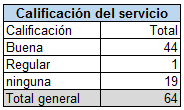 Calificación del servicio
Calificación Total
Buena 44
Regular 1
ninguna 19
Total general 64